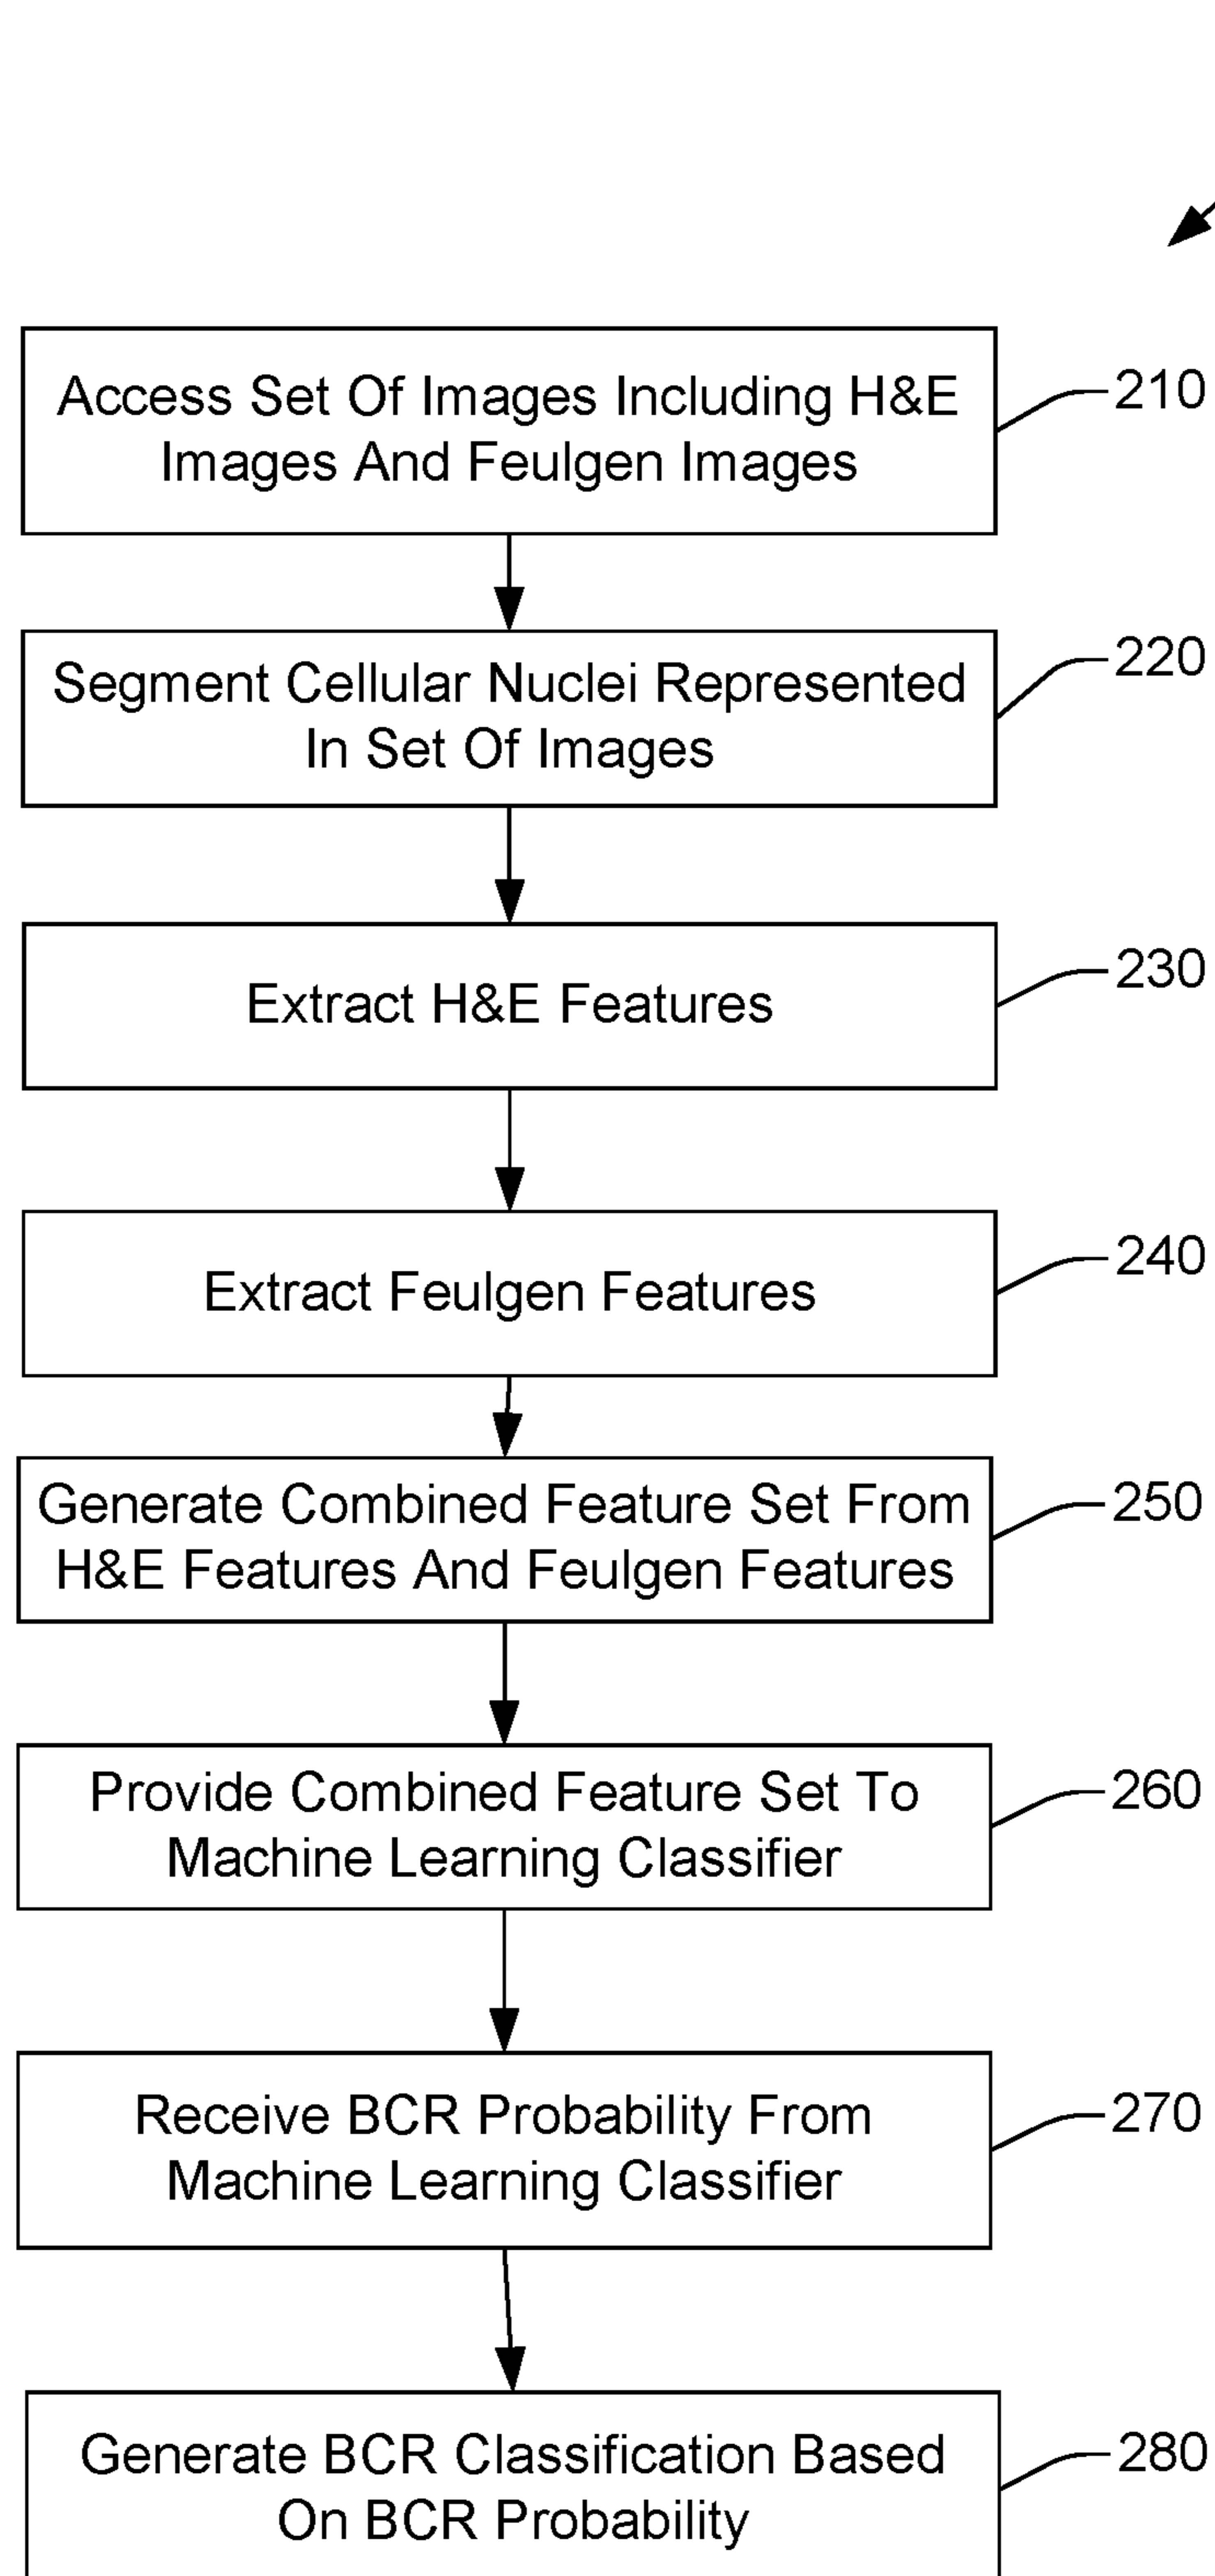 Access Set Of Images Including H&E
Images And Feulgen Images
210
Segment Cellular Nuclei Represented
In Set Of Images
220
Extract H&E Features
230
Extract Feulgen Features
240
Generate Combined Feature Set From
H&E Features And Feulgen Features
250
Provide Combined Feature Set To
Machine Learning Classifier
260
Receive BCR Probability From
Machine Learning Classifier
270
Generate BCR Classification Based
On BCR Probability
280